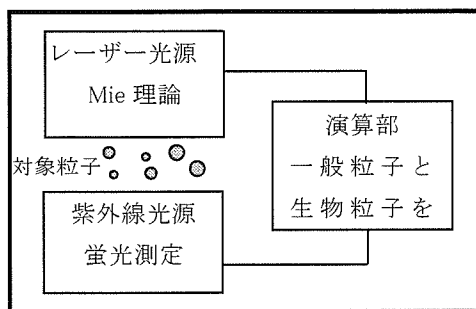 レーザー光源
Mie 理論
対象粒子
紫外線光源
蛍光測定
演算部
一般粒子と
生物粒子を